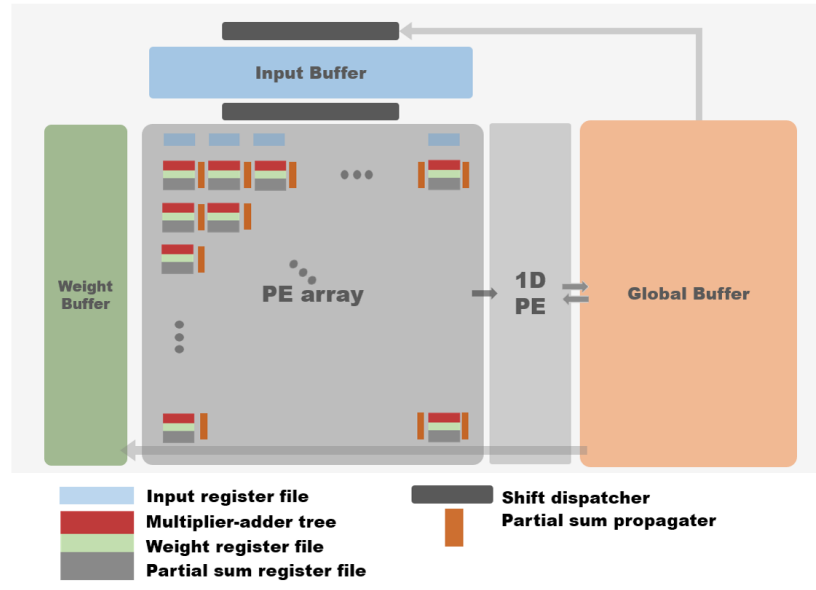 Input Buffer
Weight
Buffer
PE array
1D
PE
Global Buffer
Input register file
Multiplier-adder tree
Weight register file
Partial sum register file
Shift dispatcher
Partial sum propagater